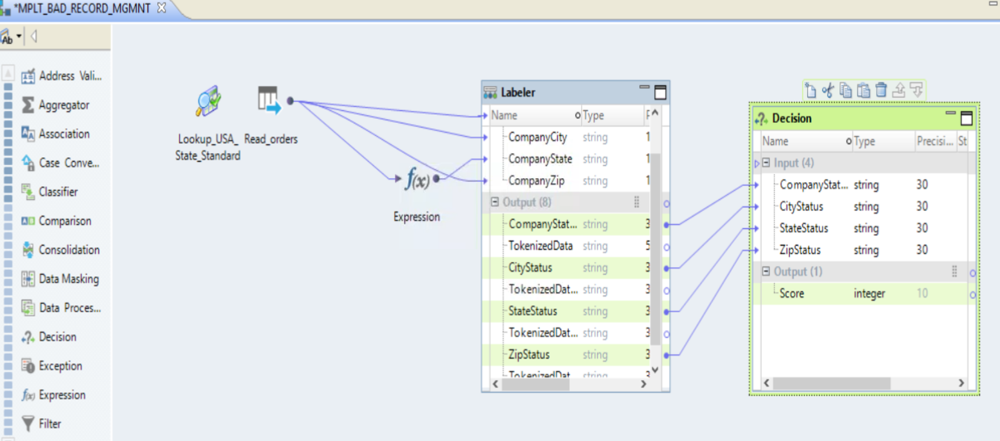 *MPLT_BAD_RECORD_MGMNT
Ab
Address Vali...
Aggregator
Association
Case Conve...
Classifier
Comparison
Consolidation
Data Masking
Data Proces...
Decision
Exception
f(x) Expression
Filter
Lookup_USA_
State_Standard
Read_orders
f(x)
Expression
Labeler
Name Type
CompanyCity string 1
CompanyState string 1
CompanyZip string 1
Output (8)
CompanyStat... string 3
TokenizedData string 5
CityStatus string 3
TokenizedDat... string 3
StateStatus string 3
TokenizedDat... string 3
ZipStatus string 3
TokenizedDat string 3
Decision
Name Type Precisi... St
Input (4)
CompanyStat... string 30
CityStatus string 30
StateStatus string 30
ZipStatus string 30
Output (1)
Score integer 10